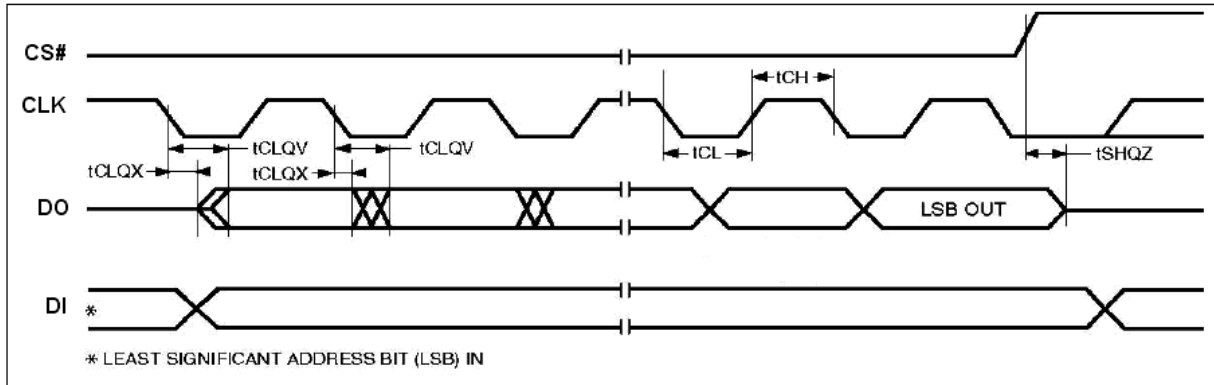 CS#
tCH
CLK
tCLQV
tCLQV
tCL
tSHQZ
tCLQX
tCLQX
DO
LSB OUT
DI
*
* LEAST SIGNIFICANT ADDRESS BIT (LSB) IN